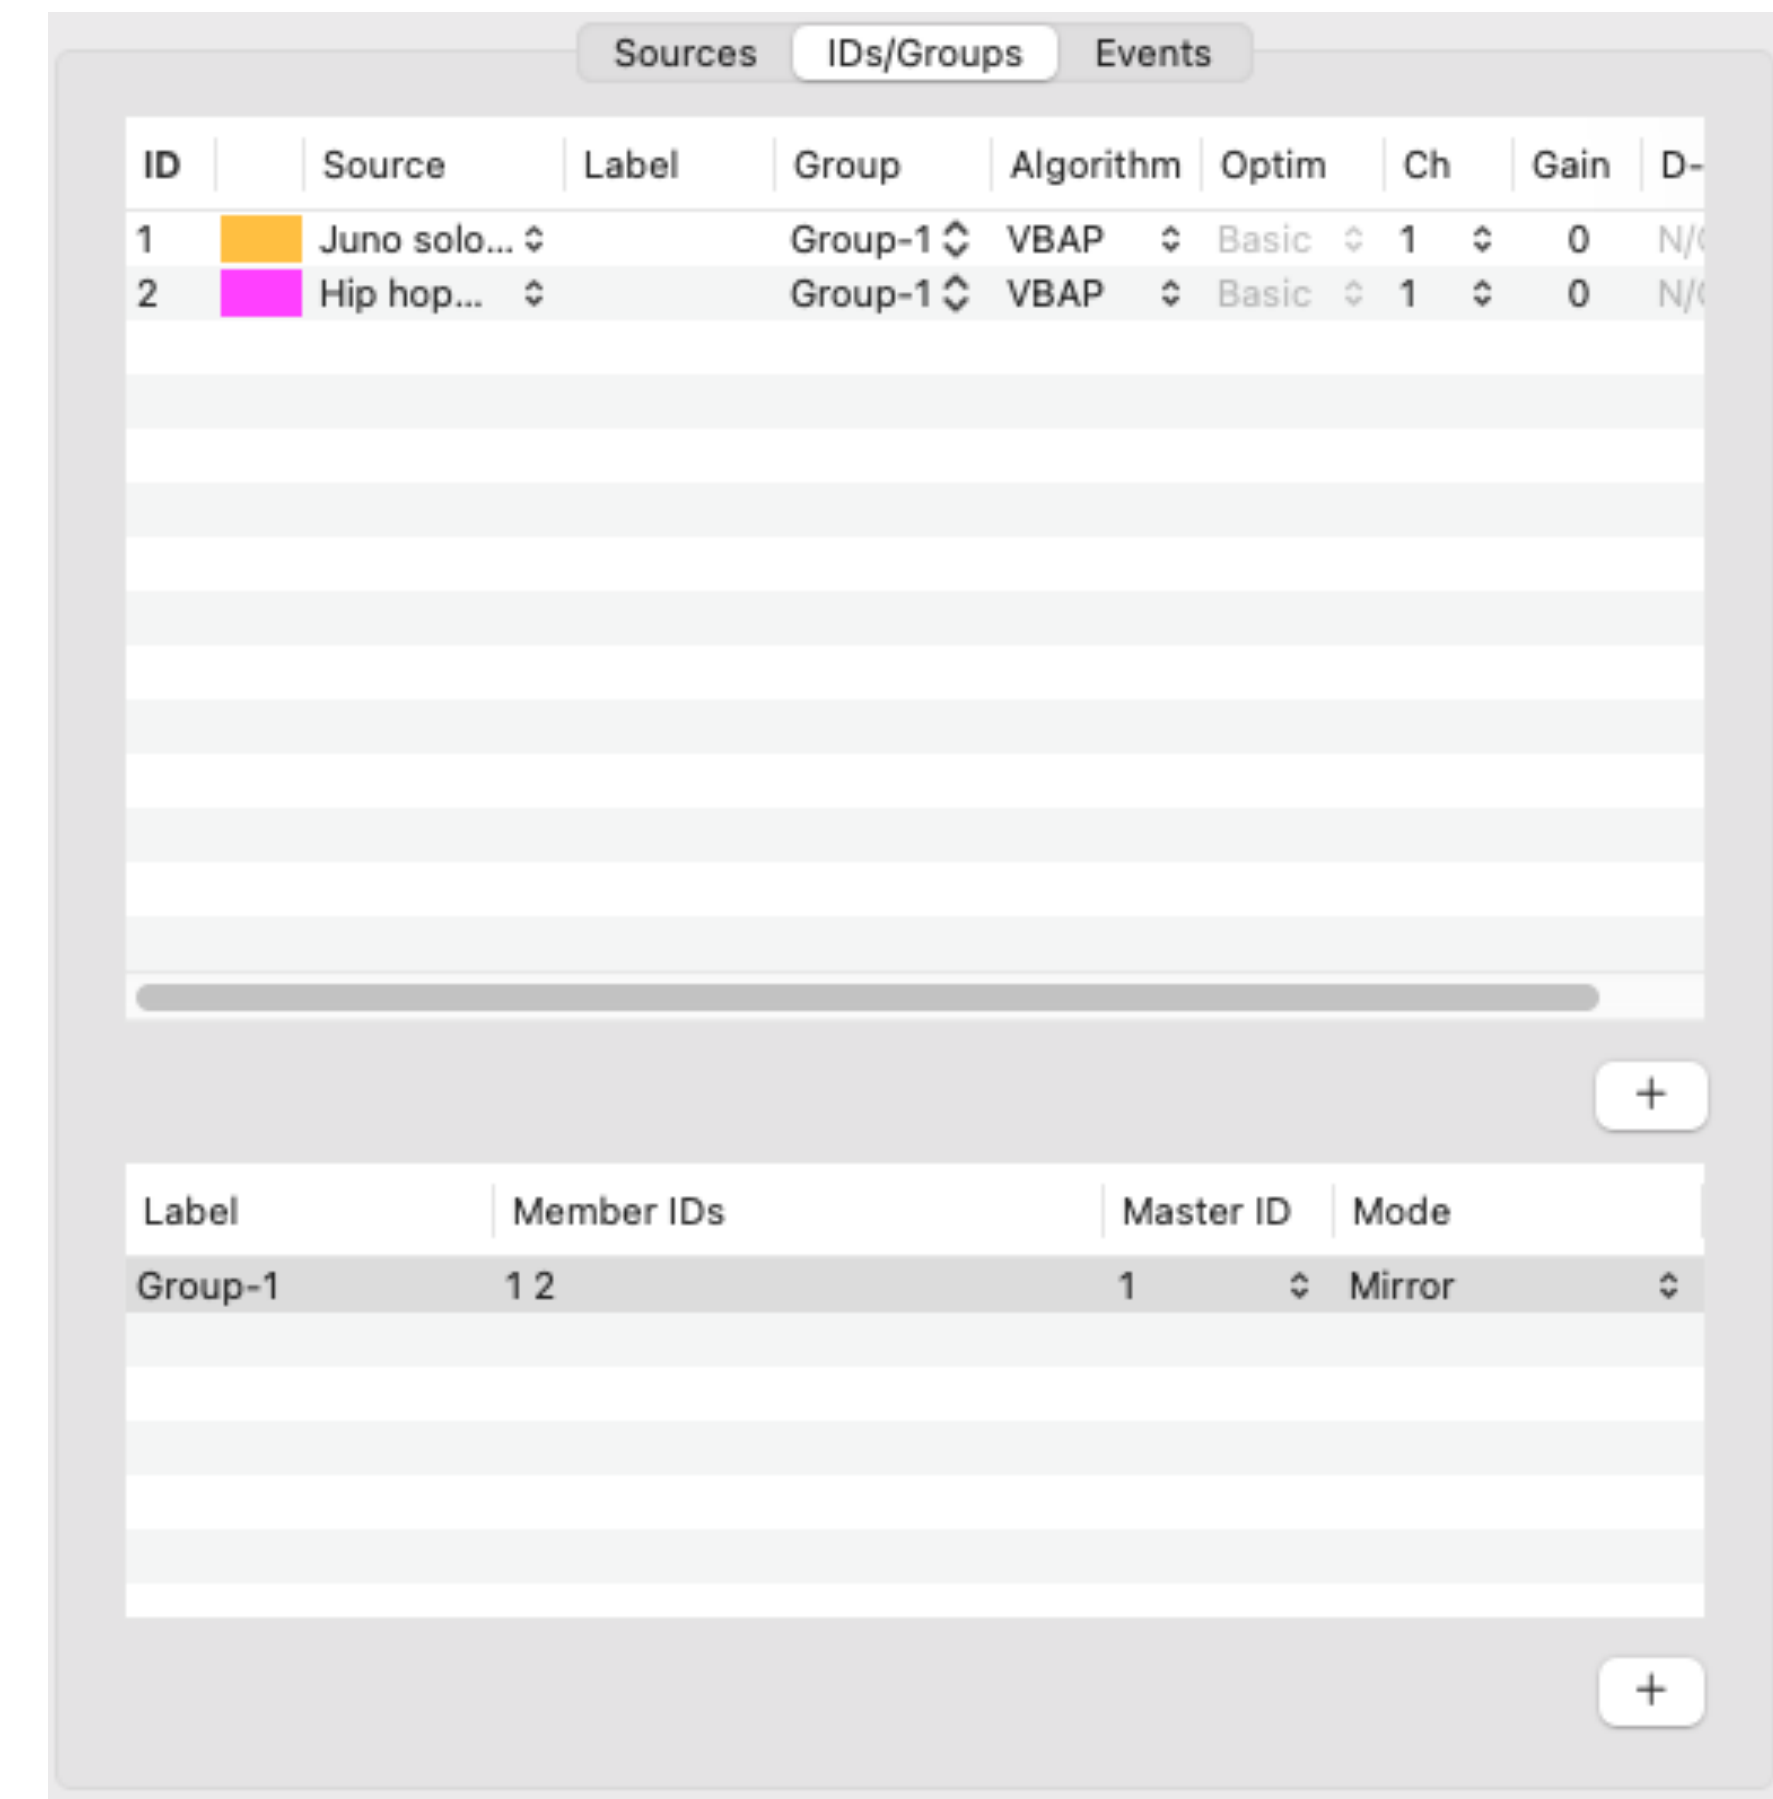 Sources IDs/Groups Events
ID Source Label Group Algorithm Optim Ch Gain D-
1 Juno solo... Group-1 VBAP Basic 1 0 N/
2 Hip hop... Group-1 VBAP Basic 1 0 N/
+
Label Member IDs Master ID Mode
Group-1 1 2 1 Mirror
+